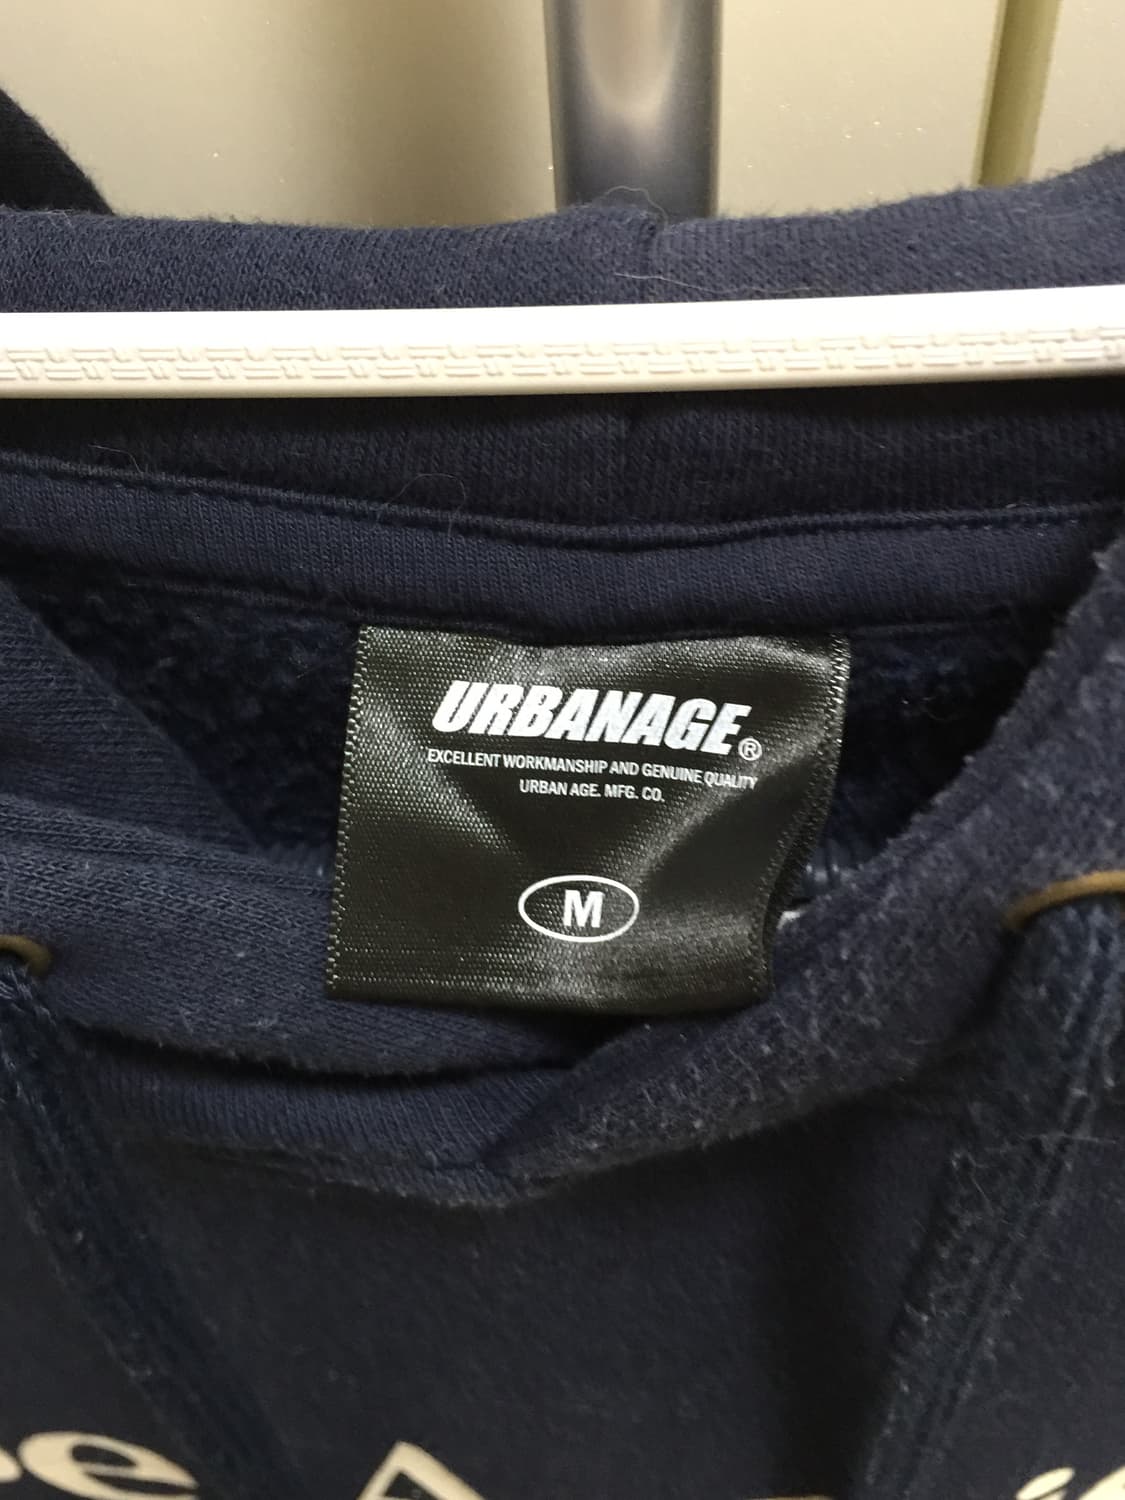 URBANAGE®
EXCELLENT WORKMANSHIP AND GENUINE QUALITY
URBAN AGE. MFG. CO.
M